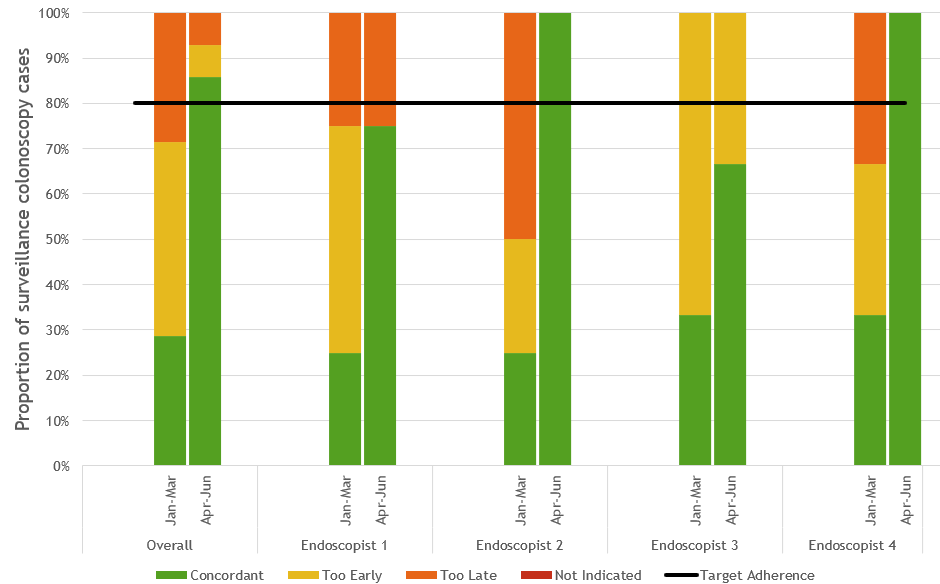 Proportion of surveillance colonoscopy cases
100%
90%
80%
70%
60%
50%
40%
30%
20%
10%
0%
Jan-Mar Apr-Jun Jan-Mar Apr-Jun Jan-Mar Apr-Jun Jan-Mar Apr-Jun Jan-Mar Apr-Jun
Overall Endoscopist 1 Endoscopist 2 Endoscopist 3 Endoscopist 4
Concordant Too Early Too Late Not Indicated Target Adherence